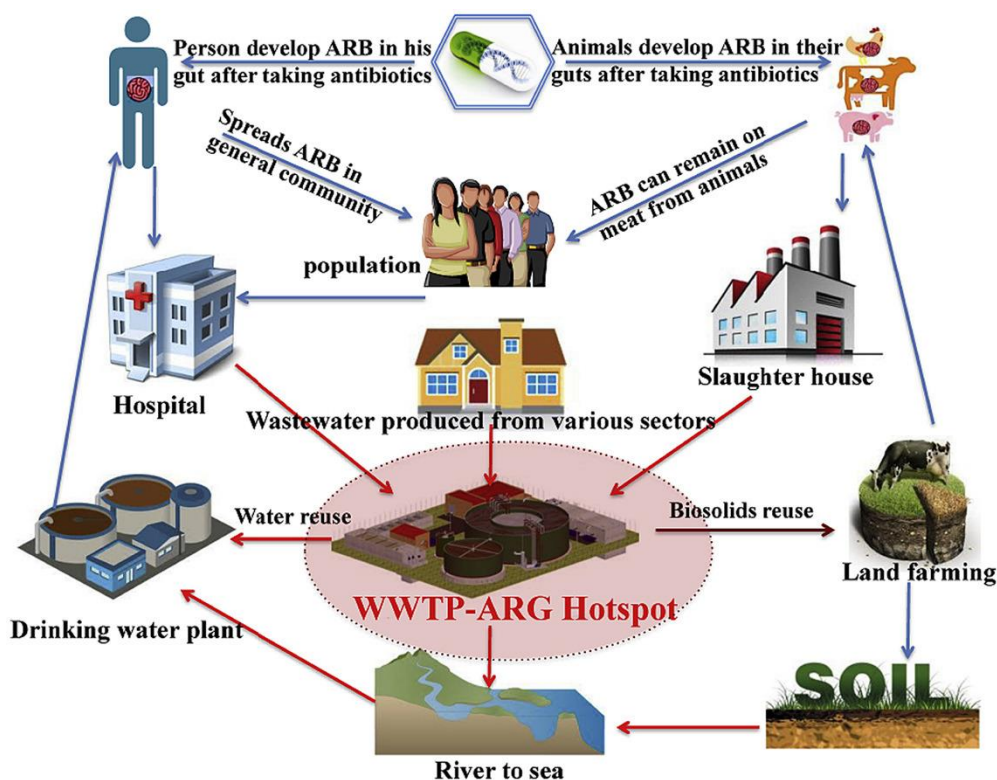 Person develop ARB in his
gut after taking antibiotics
Animals develop ARB in their
guts after taking antibiotics
Spreads ARB in
general community
ARB can remain on
meat from animals
population
Hospital
Slaughter house
Wastewater produced from various sectors
Water reuse
Biosolids reuse
Land farming
WWTP-ARG Hotspot
Drinking water plant
SOIL
River to sea